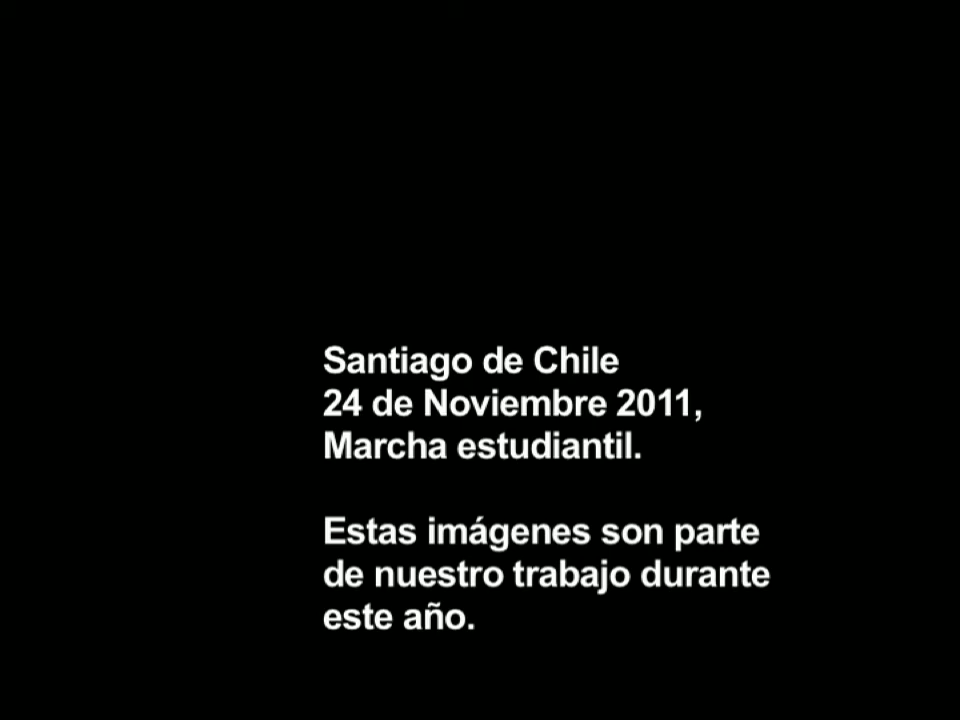 Santiago de Chile
24 de Noviembre 2011,
Marcha estudiantil.
Estas imágenes son parte
de nuestro trabajo durante
este año.